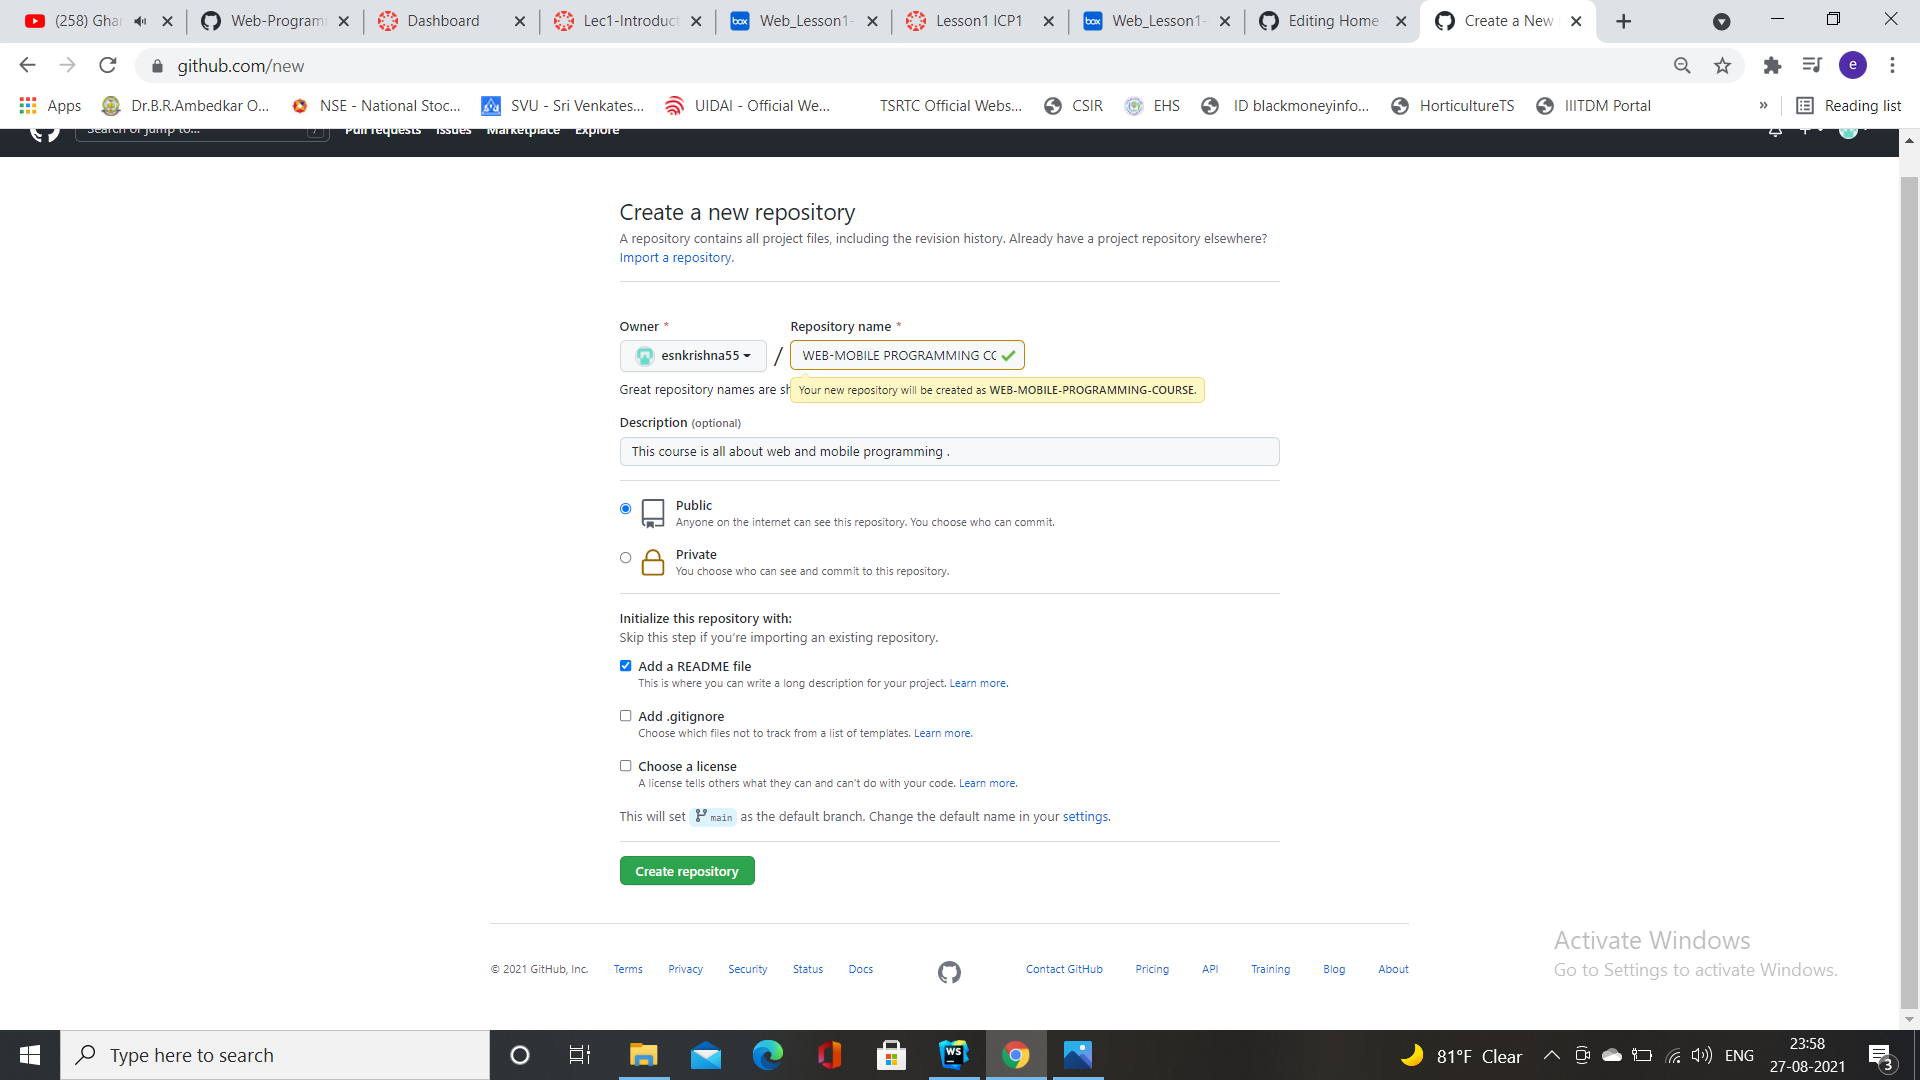 (258) Ghar
Web-Program
Dashboard
Lec1-Introduct
Web_Lesson1-
Lesson1 ICP1
Web_Lesson1-
Editing Home
Create a New
github.com/new
e
Apps
Dr.B.R.Ambedkar O...
NSE - National Stoc...
SVU - Sri Venkates...
UIDAI - Official We...
TSRTC Official Webs...
CSIR
EHS
ID blackmoneyinfo...
HorticultureTS
IIITDM Portal
»
Reading list
Search or jump to...
/
Pull requests
Issues
Marketplace
Explore
Create a new repository
A repository contains all project files, including the revision history. Already have a project repository elsewhere?
Import a repository.
Owner *
Repository name *
esnkrishna55
/
WEB-MOBILE PROGRAMMING CO
Great repository names are sh
Your new repository will be created as WEB-MOBILE-PROGRAMMING-COURSE.
Description (optional)
This course is all about web and mobile programming .
Public
Anyone on the internet can see this repository. You choose who can commit.
Private
You choose who can see and commit to this repository.
Initialize this repository with:
Skip this step if you're importing an existing repository.
Add a README file
This is where you can write a long description for your project. Learn more.
Add .gitignore
Choose which files not to track from a list of templates. Learn more.
Choose a license
A license tells others what they can and can't do with your code. Learn more.
This will set main as the default branch. Change the default name in your settings.
Create repository
© 2021 GitHub, Inc.
Terms
Privacy
Security
Status
Docs
Contact GitHub
Pricing
API
Training
Blog
About
Activate Windows
Go to Settings to activate Windows.
Type here to search
WS
81°F Clear
ENG
23:58
27-08-2021
3